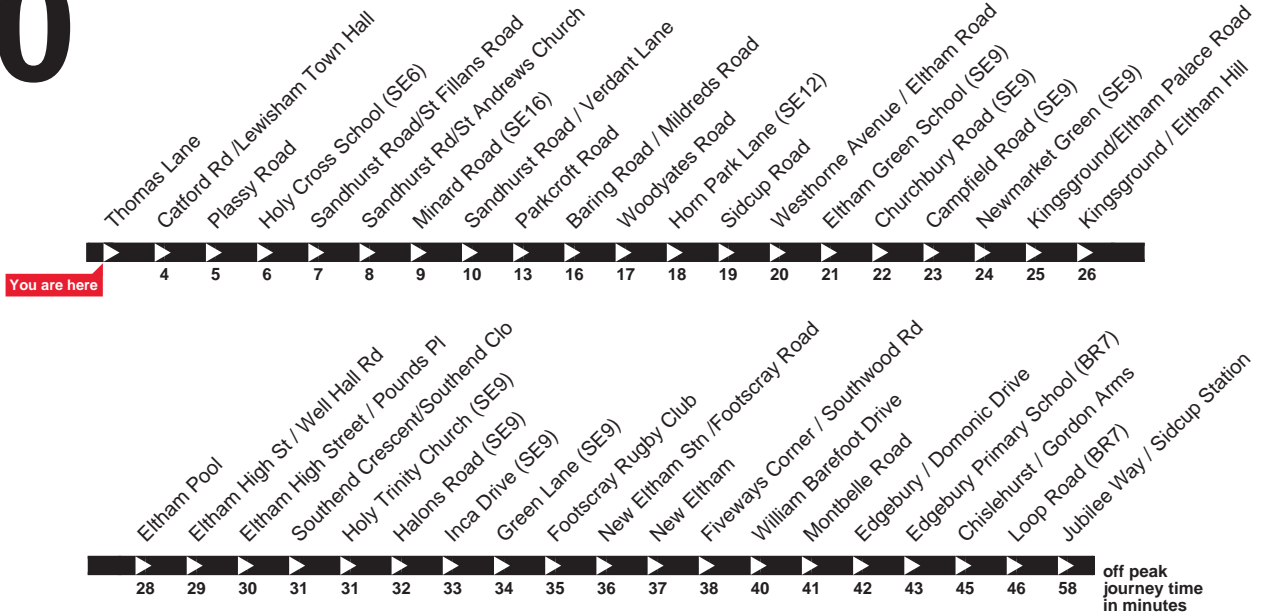 0
Thomas Lane
Catford Rd /Lewisham Town Hall
Plassy Road
Holy Cross School (SE6)
Sandhurst Road/St Fillans Road
Sandhurst Rd/St Andrews Church
Minard Road (SE16)
Sandhurst Road / Verdant Lane
Parkcroft Road
Baring Road / Mildreds Road
Woodyates Road
Horn Park Lane (SE12)
Sidcup Road
Westhorne Avenue / Eltham Road
Eltham Green School (SE9)
Churchbury Road (SE9)
Campfield Road (SE9)
Newmarket Green (SE9)
Kingsground/Eltham Palace Road
Kingsground / Eltham Hill
You are here
4 5 6 7 8 9 10 13 16 17 18 19 20 21 22 23 24 25 26
Eltham Pool
Eltham High St / Well Hall Rd
Eltham High Street / Pounds Pl
Southend Crescent/Southend Clo
Holy Trinity Church (SE9)
Halons Road (SE9)
Inca Drive (SE9)
Green Lane (SE9)
Footscray Rugby Club
New Eltham Stn /Footscray Road
New Eltham
Fiveways Corner / Southwood Rd
William Barefoot Drive
Montbelle Road
Edgebury / Domonic Drive
Edgebury Primary School (BR7)
Chislehurst / Gordon Arms
Loop Road (BR7)
Jubilee Way / Sidcup Station
28 29 30 31 31 32 33 34 35 36 37 38 40 41 42 43 45 46 58
off peak
journey time
in minutes